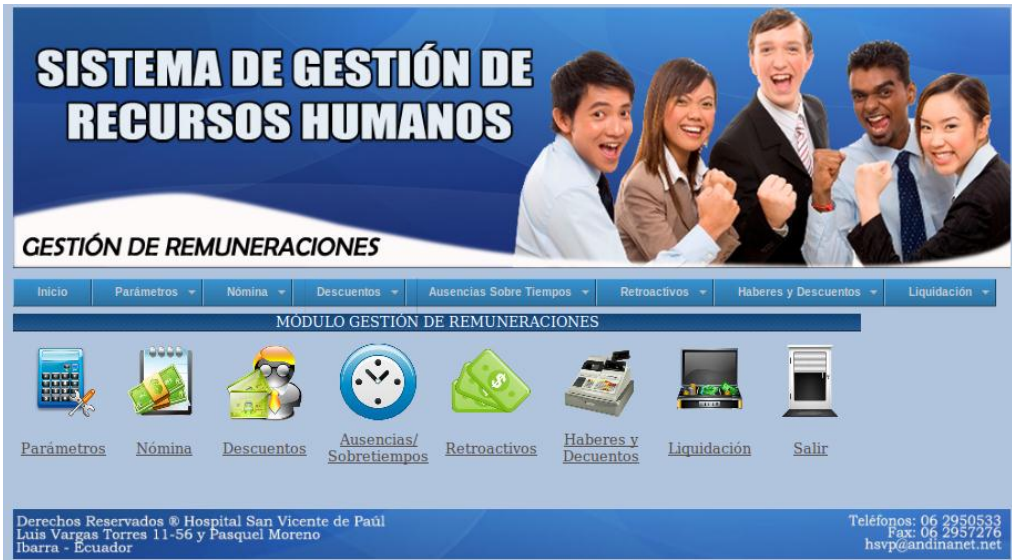 SISTEMA DE GESTIÓN DE
RECURSOS HUMANOS
GESTIÓN DE REMUNERACIONES
Inicio Parámetros Nómina Descuentos Ausencias Sobre Tiempos Retroactivos Haberes y Descuentos Liquidación
MÓDULO GESTIÓN DE REMUNERACIONES
Parámetros Nómina Descuentos Ausencias/ Retroactivos Haberes y Liquidación Salir
Sobretiempos Decuentos
Derechos Reservados ® Hospital San Vicente de Paúl
Luis Vargas Torres 11-56 y Pasquel Moreno
Ibarra - Ecuador
Teléfonos: 06 2950533
Fax: 06 2957276
hsvp@andinanet.net